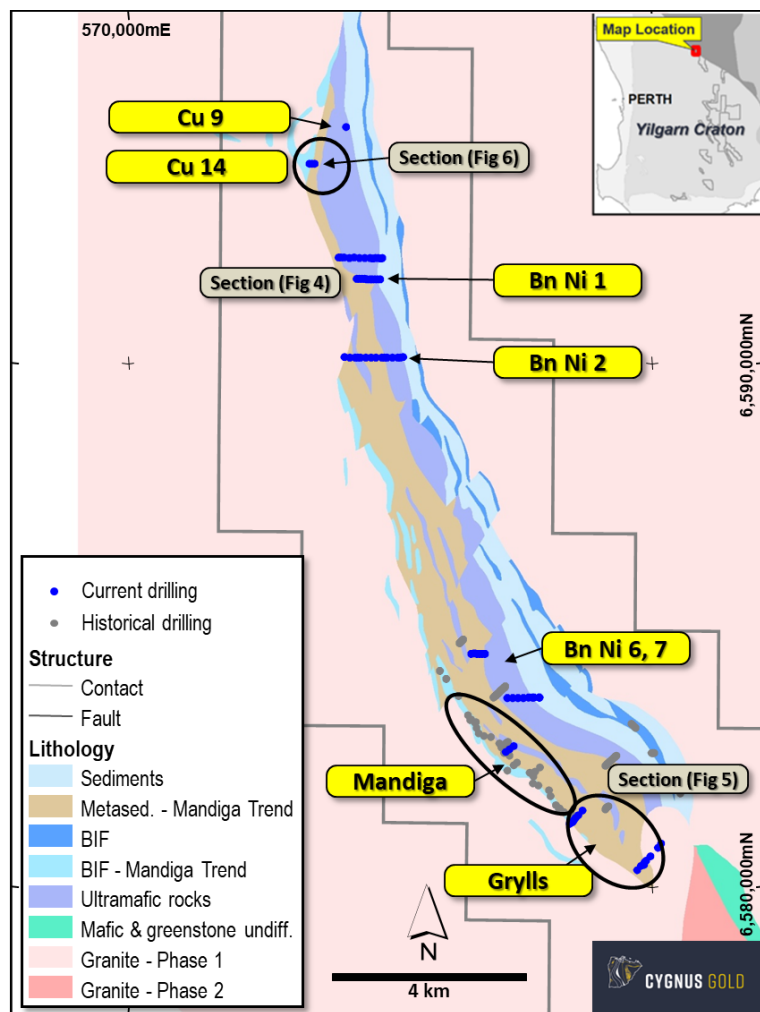 570,000mE
Map Location
PERTH
Yilgarn Craton
Cu 9
Cu 14
Section (Fig 6)
Section (Fig 4)
Bn Ni 1
Bn Ni 2
6,590,000mN
Current drilling
Historical drilling
Structure
Contact
Fault
Lithology
Sediments
Metased. - Mandiga Trend
BIF
BIF - Mandiga Trend
Ultramafic rocks
Mafic & greenstone undiff.
Granite - Phase 1
Granite - Phase 2
Bn Ni 6, 7
Mandiga
Section (Fig 5)
Grylls
6,580,000mN
N
4 km
CYGNUS GOLD